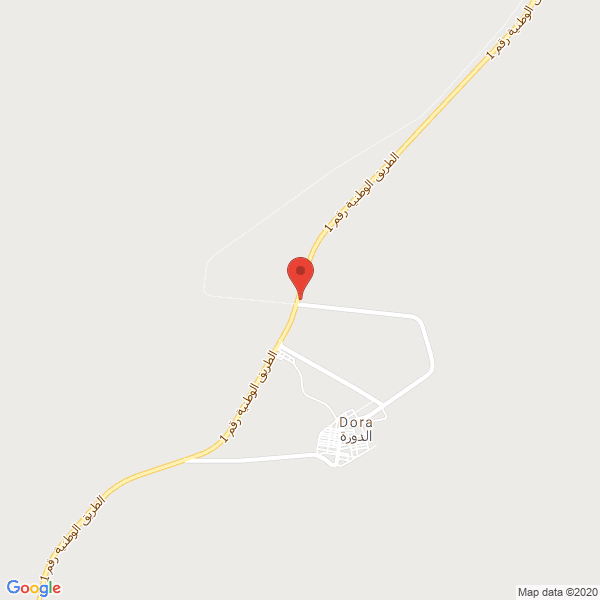 الطريق الوطنية رقم 1
الطريق الوطنية رقم 1
الطريق الوطنية رقم 1
الطريق الوطنية رقم 1
Dora
الدورة
Google
Map data ©2020